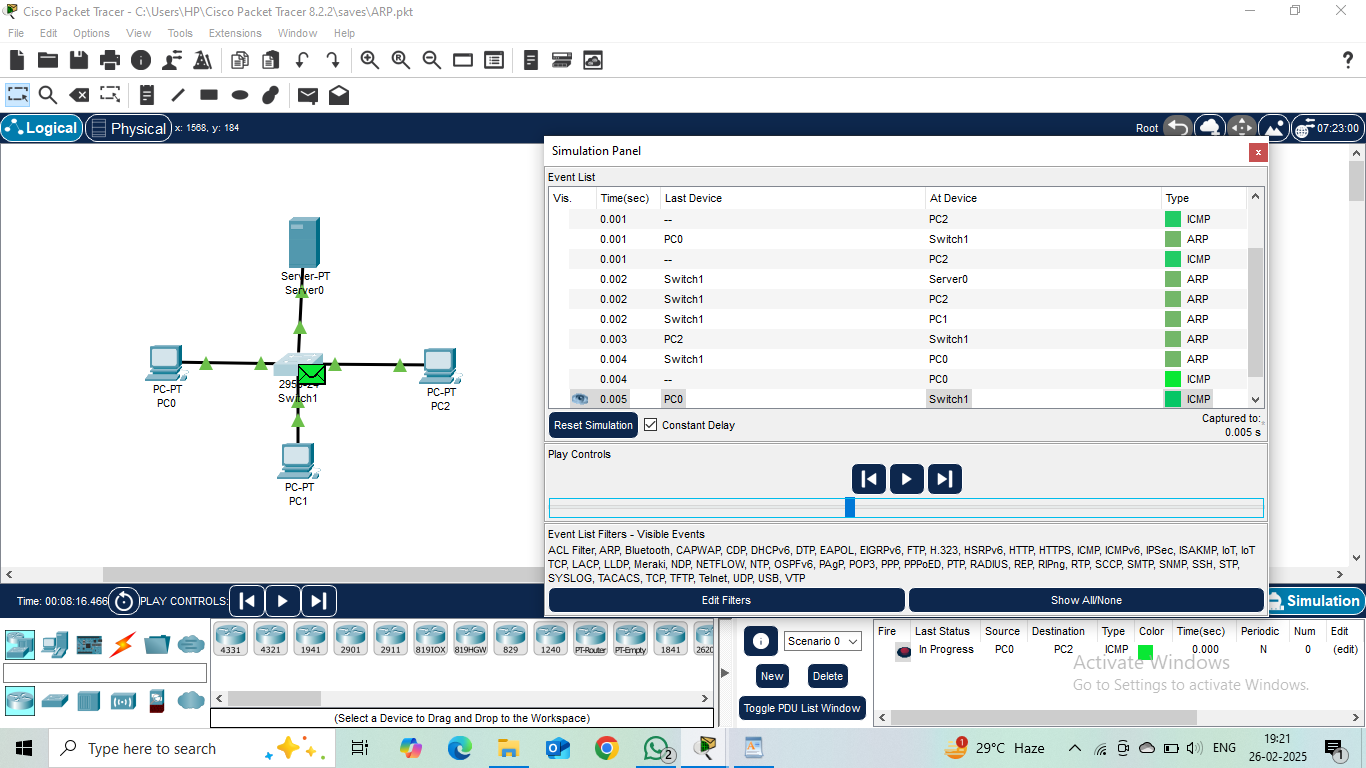 Cisco Packet Tracer - C:\Users\HP\Cisco Packet Tracer 8.2.2\saves\ARP.pkt
File Edit Options View Tools Extensions Window Help
Logical Physical x: 1568, y: 184 Root 07:23:00
Simulation Panel
Event List
Vis. Time(sec) Last Device At Device Type
0.001 -- PC2 ICMP
0.001 PC0 Switch1 ARP
0.001 -- PC2 ICMP
0.002 Switch1 Server0 ARP
0.002 Switch1 PC2 ARP
0.002 Switch1 PC1 ARP
0.003 PC2 Switch1 ARP
0.004 Switch1 PC0 ARP
0.004 -- PC0 ICMP
0.005 PC0 Switch1 ICMP
Reset Simulation Constant Delay Captured to:
0.005 s
Play Controls
Event List Filters - Visible Events
ACL Filter, ARP, Bluetooth, CAPWAP, CDP, DHCPv6, DTP, EAPOL, EIGRPv6, FTP, H.323, HSRPv6, HTTP, HTTPS, ICMP, ICMPv6, IPSec, ISAKMP, IoT, IoT
TCP, LACP, LLDP, Meraki, NDP, NETFLOW, NTP, OSPFv6, PAgP, POP3, PPP, PPPoED, PTP, RADIUS, REP, RIPng, RTP, SCCP, SMTP, SNMP, SSH, STP,
SYSLOG, TACACS, TCP, TFTP, Telnet, UDP, USB, VTP
Edit Filters Show All/None
Server-PT
Server0
PC-PT
PC0
Switch1
PC-PT
PC2
PC-PT
PC1
Time: 00:08:16.466 PLAY CONTROLS: Simulation
4331 4321 1941 2901 2911 819IOX 819HGW 829 1240 PT-Router PT-Empty 1841 2620
(Select a Device to Drag and Drop to the Workspace)
Scenario 0
New Delete
Toggle PDU List Window
Fire Last Status Source Destination Type Color Time(sec) Periodic Num Edit
In Progress PC0 PC2 ICMP 0.000 N 0 (edit)
Activate Windows
Go to Settings to activate Windows.
Type here to search
2
1
29°C Haze
ENG
19:21
26-02-2025
1